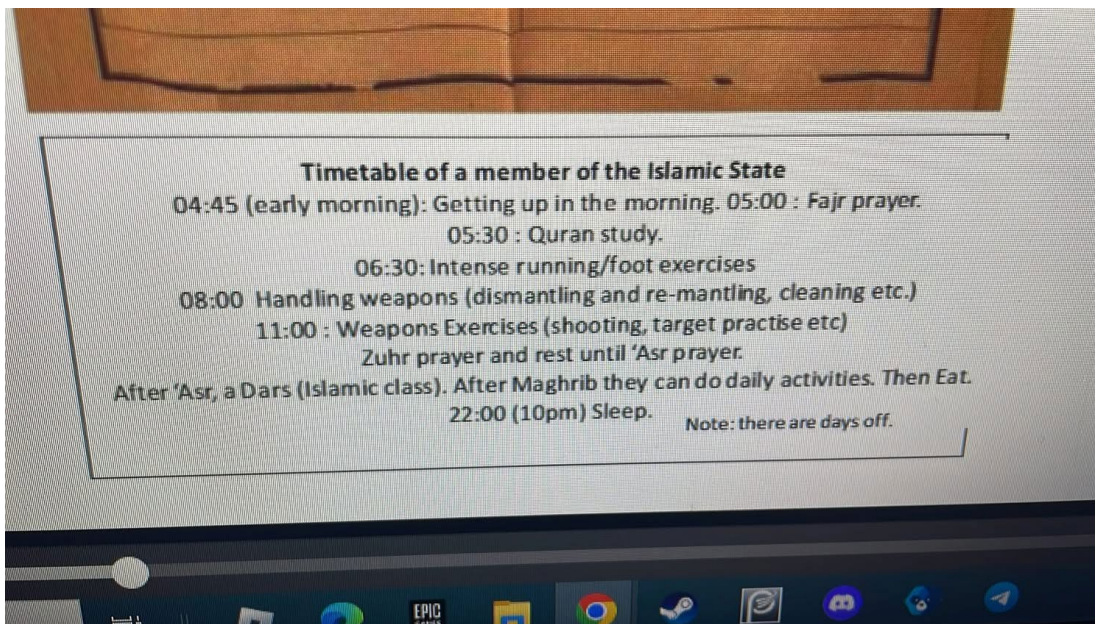 Timetable of a member of the Islamic State
04:45 (early morning): Getting up in the morning. 05:00 : Fajr prayer.
05:30 : Quran study.
06:30: Intense running/foot exercises
08:00 Handling weapons (dismantling and re-mantling, cleaning etc.)
11:00 : Weapons Exercises (shooting, target practise etc)
Zuhr prayer and rest until ‘Asr prayer.
After ‘Asr, a Dars (Islamic class). After Maghrib they can do daily activities. Then Eat.
22:00 (10pm) Sleep.
Note: there are days off.
EPIC